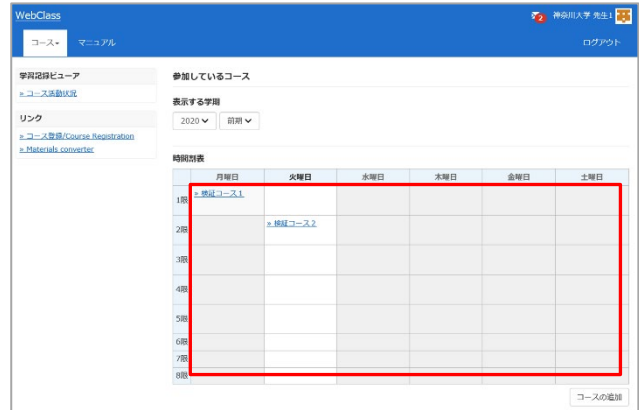 WebClass
2 神奈川大学 先生1
コース マニュアル ログアウト
学習記録ビューア
» コース活動状況
リンク
» コース登録/Course Registration
» Materials converter
参加しているコース
表示する学期
2020 前期
時間割表
月曜日 火曜日 水曜日 木曜日 金曜日 土曜日
1限 » 検証コース1
2限 » 検証コース2
3限
4限
5限
6限
7限
8限
コースの追加